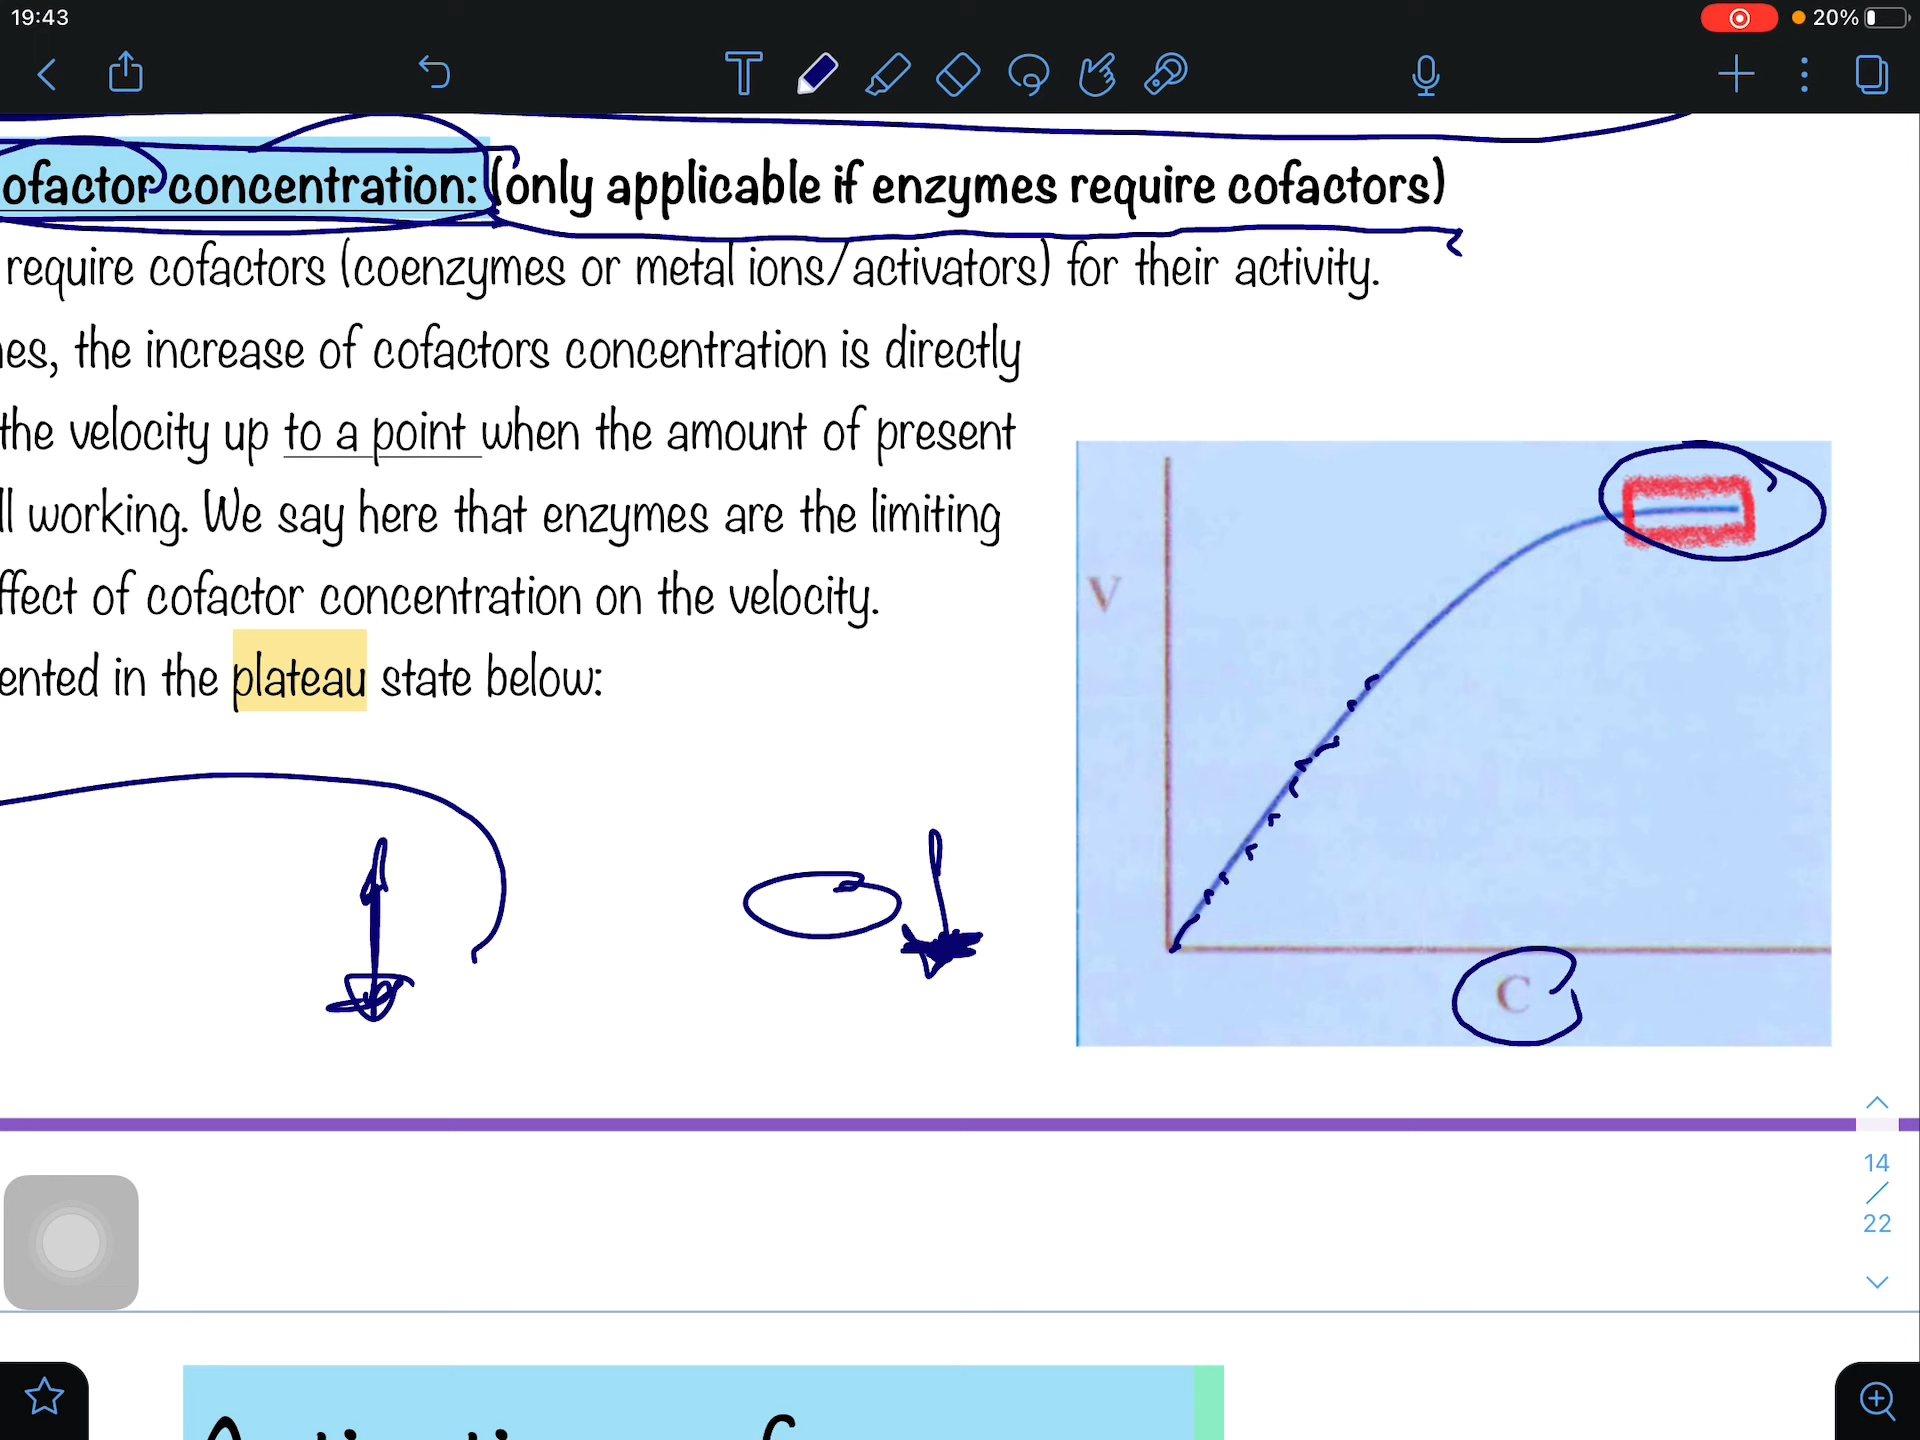 19:43
20%
ofactor concentration: (only applicable if enzymes require cofactors)
require cofactors (coenzymes or metal ions/activators) for their activity.
es, the increase of cofactors concentration is directly
the velocity up to a point when the amount of present
ll working. We say here that enzymes are the limiting
ffect of cofactor concentration on the velocity.
ented in the plateau state below:
V
C
14
/
22